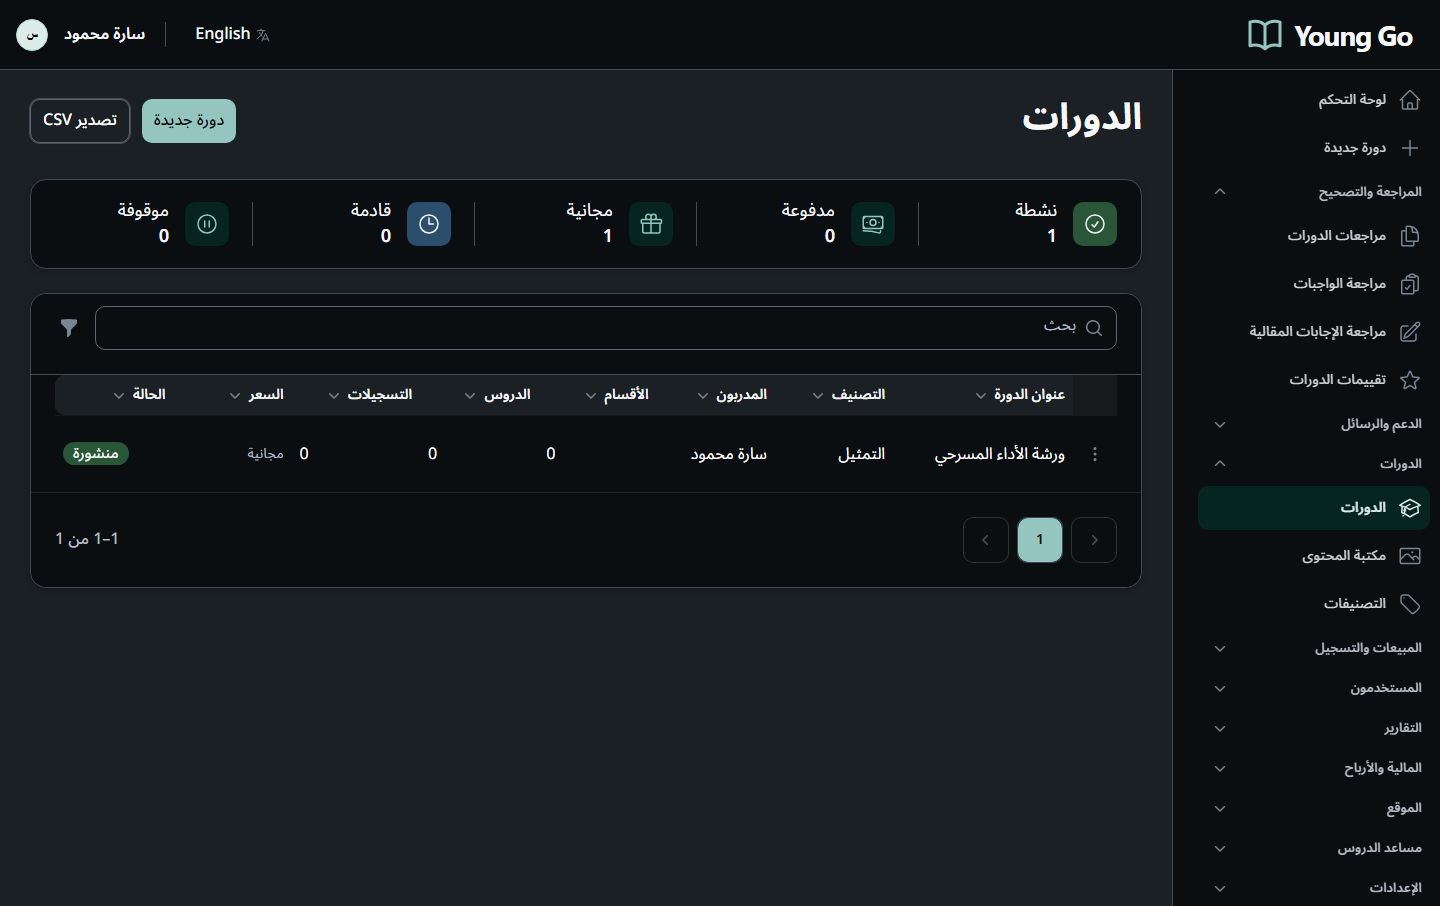 Young Go
English
سارة محمود
س
لوحة التحكم
دورة جديدة
المراجعة والتصحيح
مراجعات الدورات
مراجعة الواجبات
مراجعة الإجابات المقالية
تقييمات الدورات
الدعم والرسائل
الدورات
الدورات
مكتبة المحتوى
التصنيفات
المبيعات والتسجيل
المستخدمون
التقارير
المالية والأرباح
الموقع
مساعد الدروس
الإعدادات
الدورات
دورة جديدة
تصدير CSV
نشطة
1
مدفوعة
0
مجانية
1
قادمة
0
موقوفة
0
بحث
عنوان الدورة التصنيف المدربون الأقسام الدروس التسجيلات السعر الحالة
ورشة الأداء المسرحي التمثيل سارة محمود 0 0 0 مجانية منشورة
1
1–1 من 1